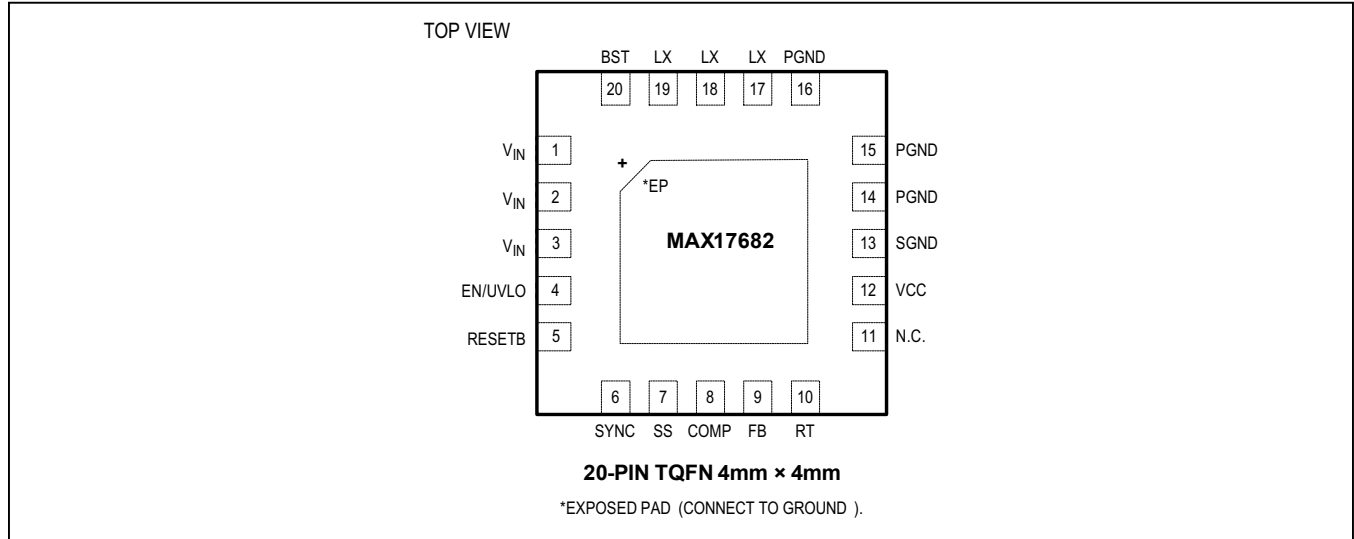 TOP VIEW
BST LX LX LX PGND
20 19 18 17 16
VIN 1 15 PGND
+
*EP
VIN 2 14 PGND
VIN 3 MAX17682 13 SGND
EN/UVLO 4 12 VCC
RESETB 5 11 N.C.
6 7 8 9 10
SYNC SS COMP FB RT
20-PIN TQFN 4mm × 4mm
*EXPOSED PAD (CONNECT TO GROUND ).